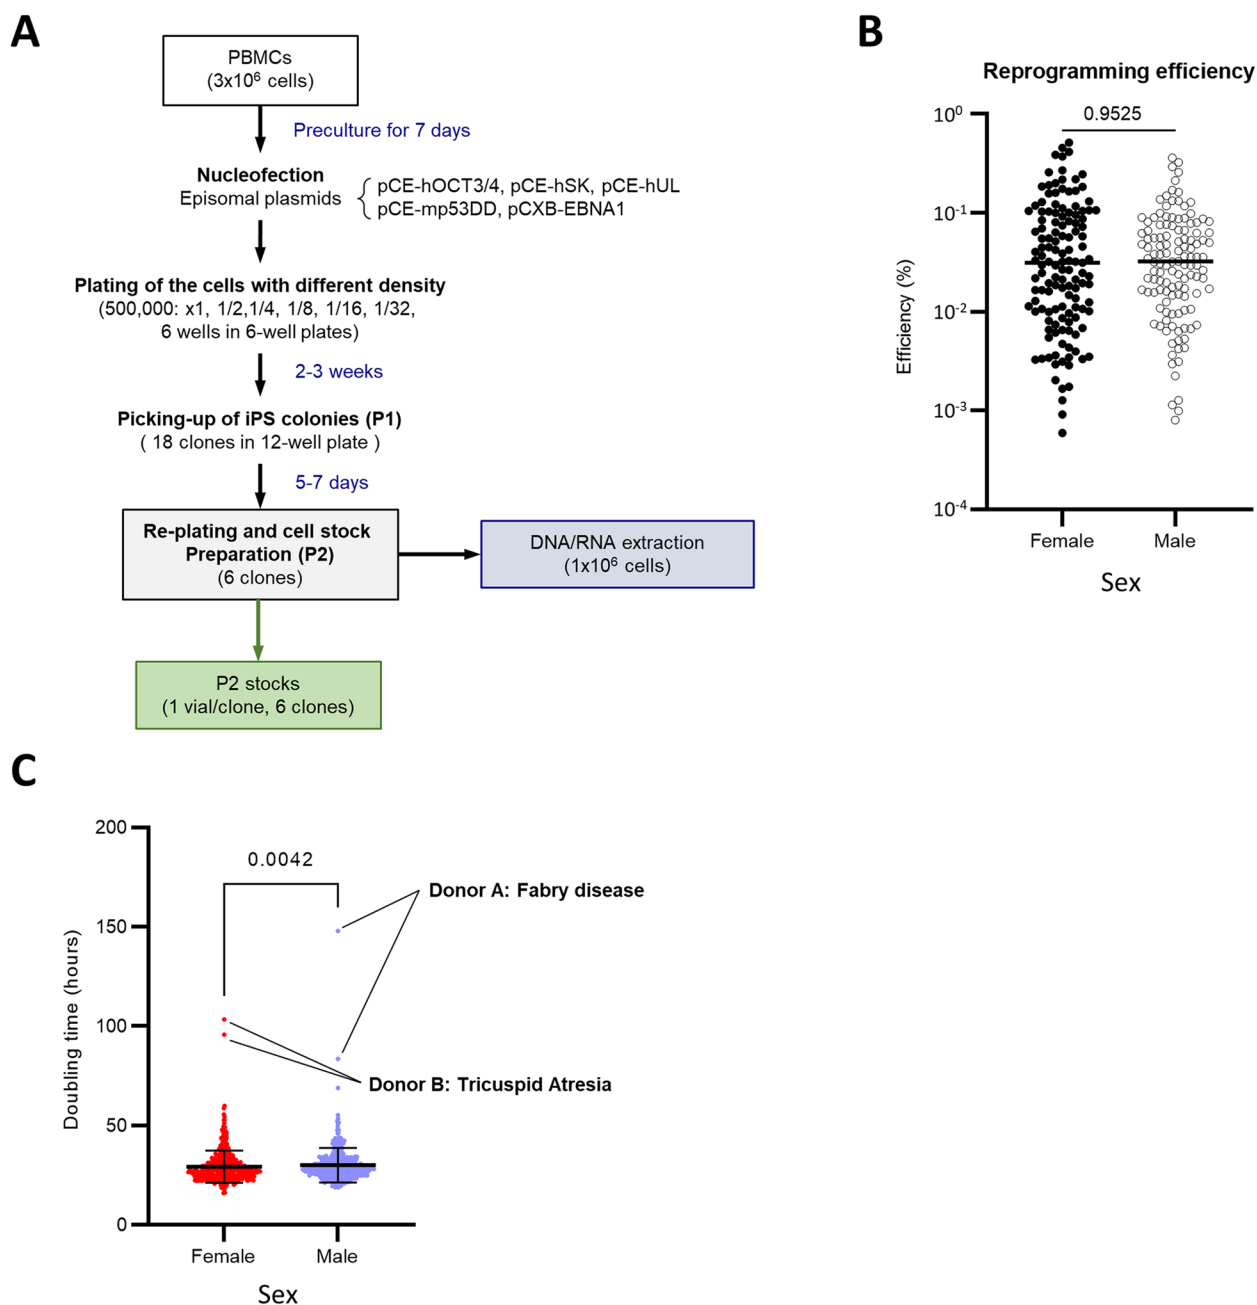 A
PBMCs
(3x10⁶ cells)
Preculture for 7 days
Nucleofection
Episomal plasmids
pCE-hOCT3/4, pCE-hSK, pCE-hUL
pCE-mp53DD, pCXB-EBNA1
Plating of the cells with different density
(500,000: x1, 1/2,1/4, 1/8, 1/16, 1/32,
6 wells in 6-well plates)
2-3 weeks
Picking-up of iPS colonies (P1)
( 18 clones in 12-well plate )
5-7 days
Re-plating and cell stock
Preparation (P2)
(6 clones)
DNA/RNA extraction
(1x10⁶ cells)
P2 stocks
(1 vial/clone, 6 clones)
B
Reprogramming efficiency
0.9525
10⁰
10⁻¹
10⁻²
10⁻³
10⁻⁴
Efficiency (%)
Female
Male
Sex
C
200
150
100
50
0
Doubling time (hours)
0.0042
Donor A: Fabry disease
Donor B: Tricuspid Atresia
Female
Male
Sex